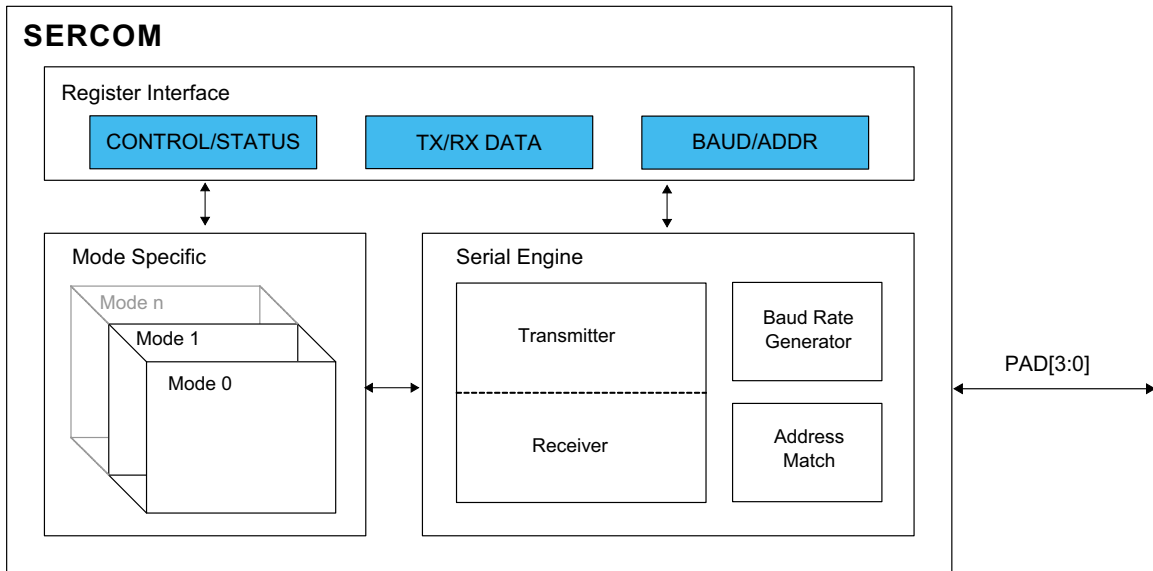 SERCOM
Register Interface
CONTROL/STATUS
TX/RX DATA
BAUD/ADDR
Mode Specific
Mode n
Mode 1
Mode 0
Serial Engine
Transmitter
Receiver
Baud Rate
Generator
Address
Match
PAD[3:0]